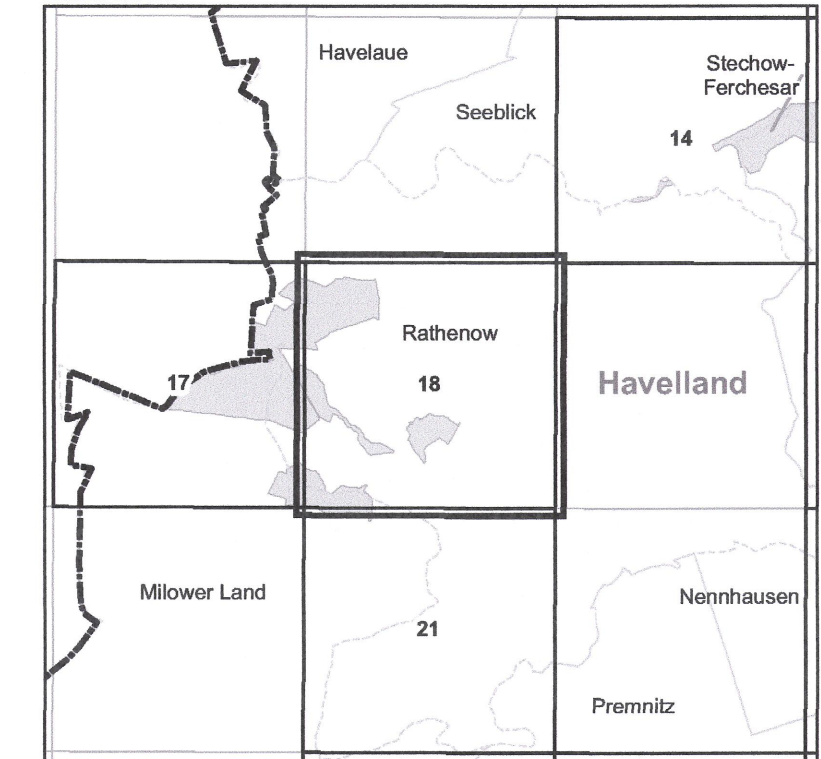 Havelaue
Stechow-
Ferchesar
Seeblick
14
Rathenow
17
18
Havelland
Milower Land
Nennhausen
21
Premnitz